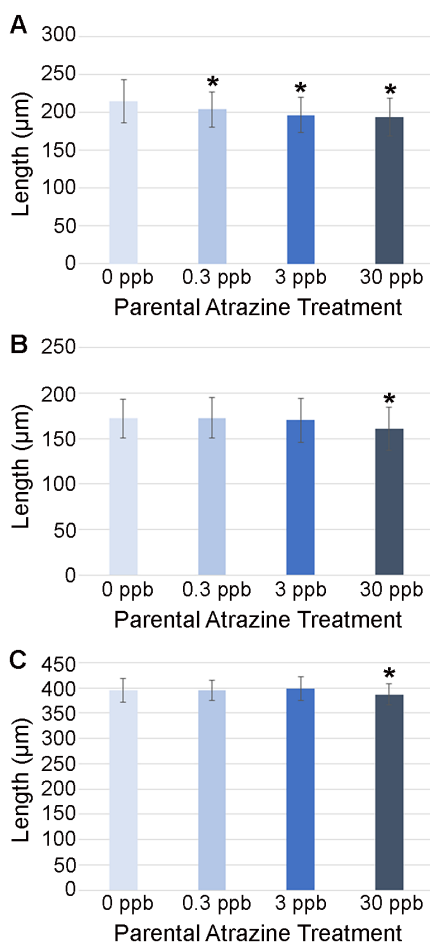 A
300
250
200
150
100
50
0
Length (µm)
* * *
0 ppb 0.3 ppb 3 ppb 30 ppb
Parental Atrazine Treatment
B
250
200
150
100
50
0
Length (µm)
*
0 ppb 0.3 ppb 3 ppb 30 ppb
Parental Atrazine Treatment
C
450
400
350
300
250
200
150
100
50
0
Length (µm)
*
0 ppb 0.3 ppb 3 ppb 30 ppb
Parental Atrazine Treatment